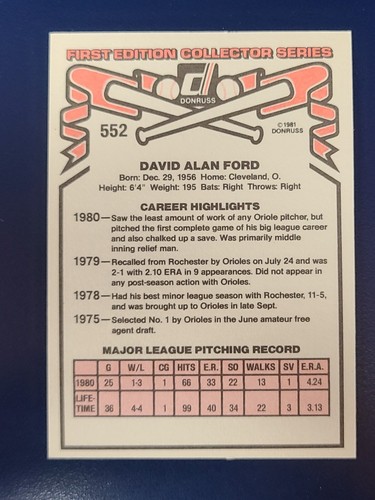 FIRST EDITION COLLECTOR SERIES
DONRUSS
552
© 1981
DONRUSS
DAVID ALAN FORD
Born: Dec. 29, 1956 Home: Cleveland, O.
Height: 6'4" Weight: 195 Bats: Right Throws: Right
CAREER HIGHLIGHTS
1980—Saw the least amount of work of any Oriole pitcher, but
pitched the first complete game of his big league career
and also chalked up a save. Was primarily middle
inning relief man.
1979—Recalled from Rochester by Orioles on July 24 and was
2-1 with 2.10 ERA in 9 appearances. Did not appear in
any post-season action with Orioles.
1978—Had his best minor league season with Rochester, 11-5,
and was brought up to Orioles in late Sept.
1975—Selected No. 1 by Orioles in the June amateur free
agent draft.
MAJOR LEAGUE PITCHING RECORD
G W/L CG HITS E.R. SO WALKS SV E.R.A.
1980 25 1-3 1 66 33 22 13 1 4.24
LIFE-
TIME 36 4-4 1 99 40 34 22 3 3.13